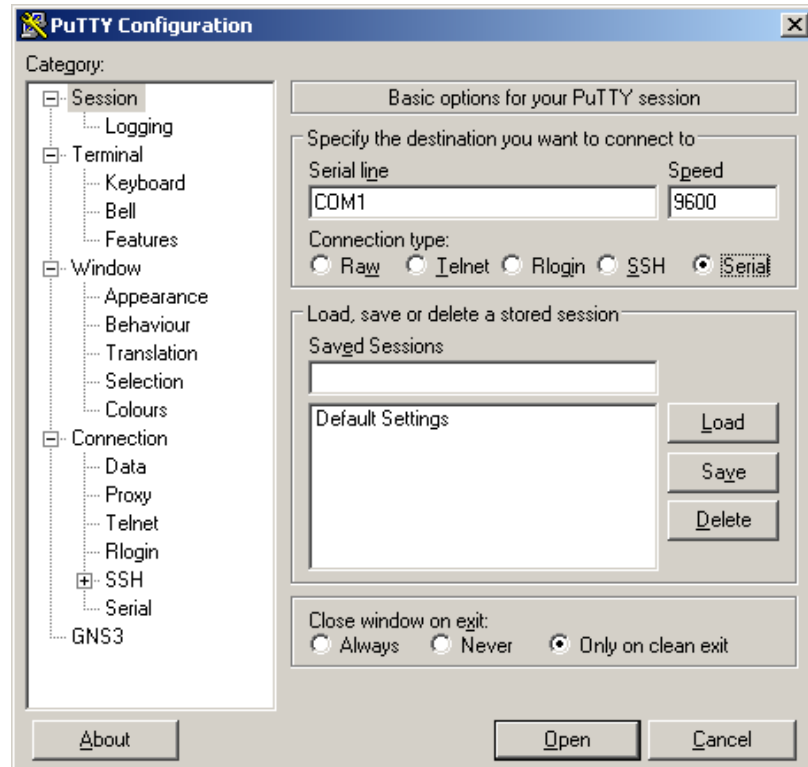 PuTTY Configuration
Category:
Session
Logging
Terminal
Keyboard
Bell
Features
Window
Appearance
Behaviour
Translation
Selection
Colours
Connection
Data
Proxy
Telnet
Rlogin
SSH
Serial
GNS3
Basic options for your PuTTY session
Specify the destination you want to connect to
Serial line Speed
COM1 9600
Connection type:
Raw Telnet Rlogin SSH Serial
Load, save or delete a stored session
Saved Sessions
Default Settings
Load
Save
Delete
Close window on exit:
Always Never Only on clean exit
About Open Cancel